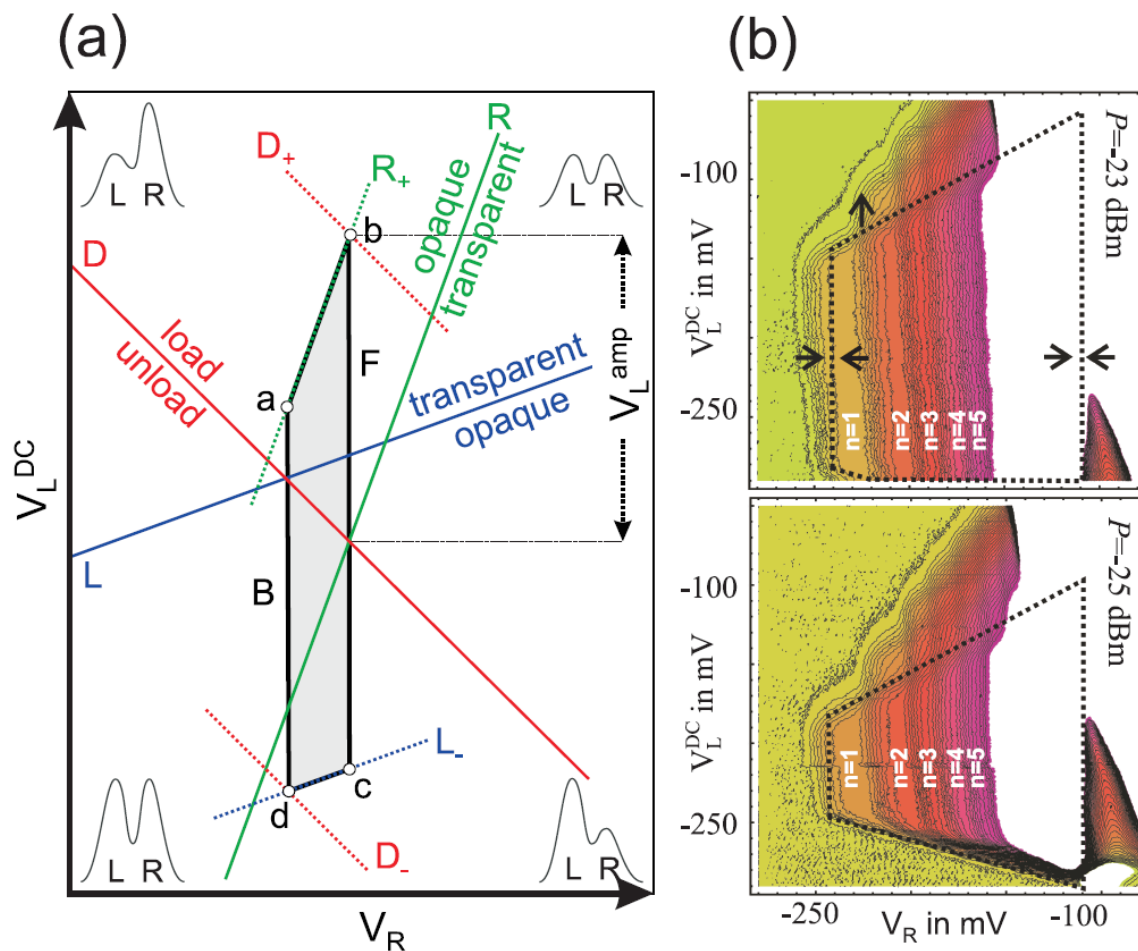 (a)
V_L^DC
V_R
L R
L R
L R
L R
D
load
unload
D₊
R₊
R
opaque
transparent
transparent
opaque
L
L₋
D₋
a
b
c
d
B
F
V_L^amp
(b)
-100
-250
V_L^DC in mV
P=-23 dBm
n=1
n=2
n=3
n=4
n=5
-100
-250
V_L^DC in mV
P=-25 dBm
n=1
n=2
n=3
n=4
n=5
-250
V_R in mV
-100